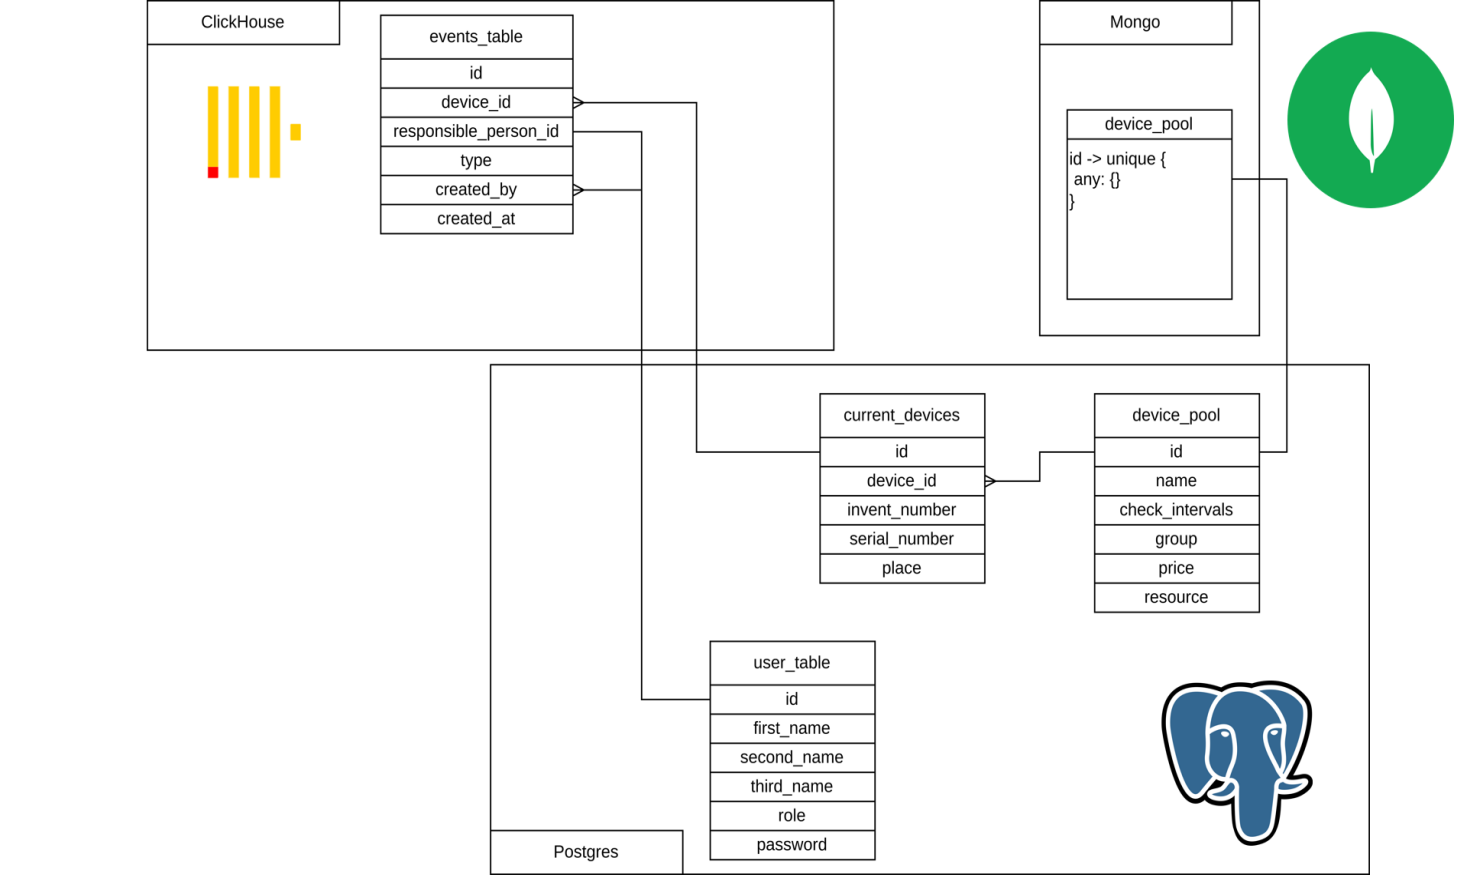 ClickHouse
events_table
id
device_id
responsible_person_id
type
created_by
created_at
Mongo
device_pool
id -> unique {
any: {}
}
current_devices
id
device_id
invent_number
serial_number
place
device_pool
id
name
check_intervals
group
price
resource
user_table
id
first_name
second_name
third_name
role
password
Postgres